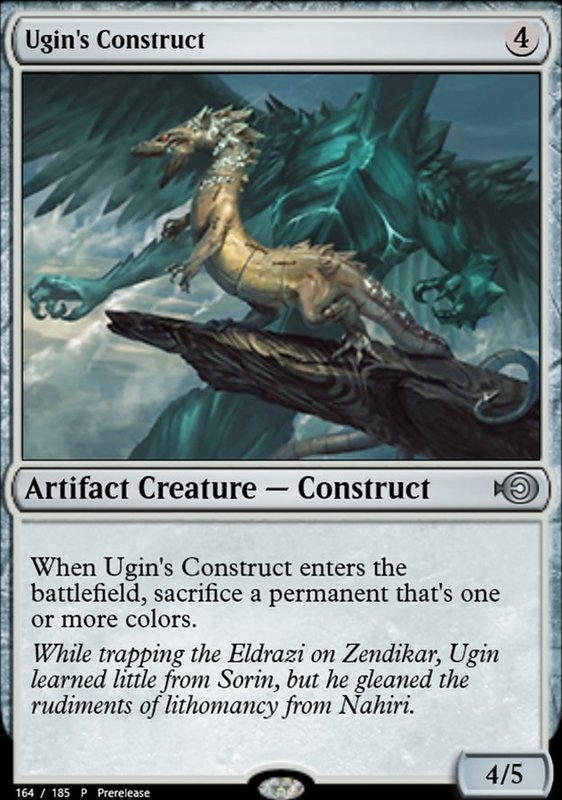 Ugin's Construct 4
Artifact Creature — Construct
When Ugin's Construct enters the
battlefield, sacrifice a permanent that's one
or more colors.
While trapping the Eldrazi on Zendikar, Ugin
learned little from Sorin, but he gleaned the
rudiments of lithomancy from Nahiri.
4/5
164 / 185 P Prerelease